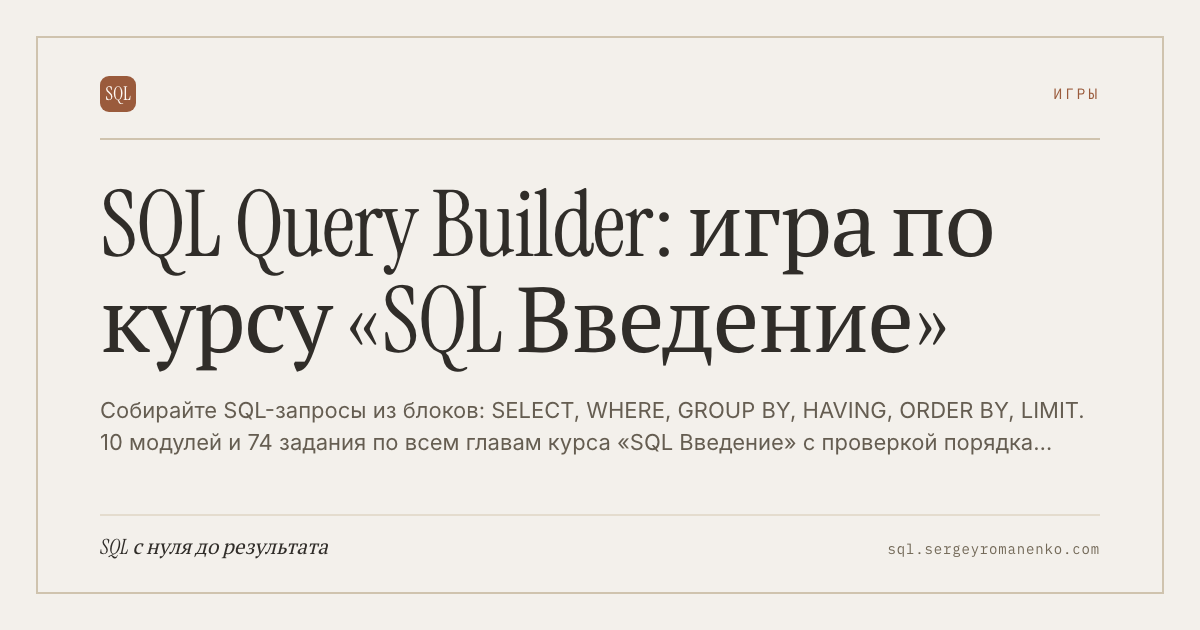 SQL
ИГРЫ
SQL Query Builder: игра по
курсу «SQL Введение»
Собирайте SQL-запросы из блоков: SELECT, WHERE, GROUP BY, HAVING, ORDER BY, LIMIT.
10 модулей и 74 задания по всем главам курса «SQL Введение» с проверкой порядка...
SQL с нуля до результата
sql.sergeyromanenko.com